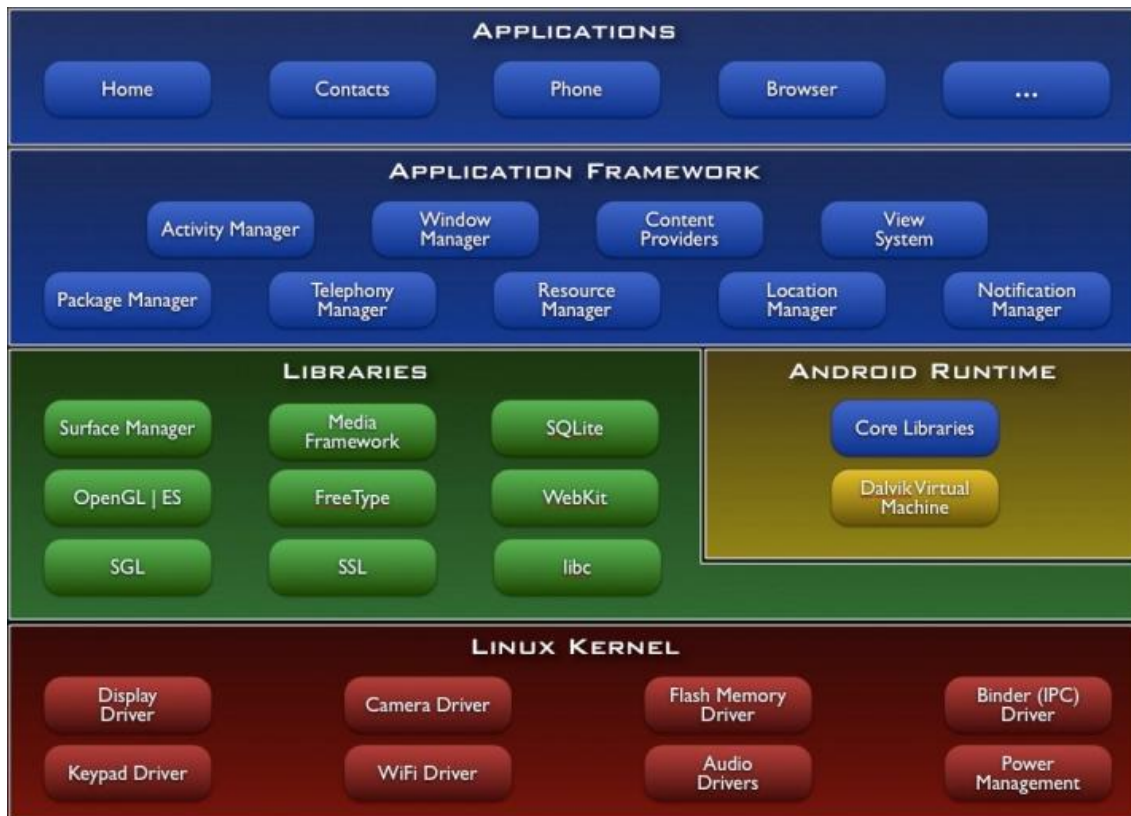 APPLICATIONS
Home
Contacts
Phone
Browser
...
APPLICATION FRAMEWORK
Activity Manager
Window
Manager
Content
Providers
View
System
Package Manager
Telephony
Manager
Resource
Manager
Location
Manager
Notification
Manager
LIBRARIES
Surface Manager
Media
Framework
SQLite
OpenGL | ES
FreeType
WebKit
SGL
SSL
libc
ANDROID RUNTIME
Core Libraries
Dalvik Virtual
Machine
LINUX KERNEL
Display
Driver
Camera Driver
Flash Memory
Driver
Binder (IPC)
Driver
Keypad Driver
WiFi Driver
Audio
Drivers
Power
Management